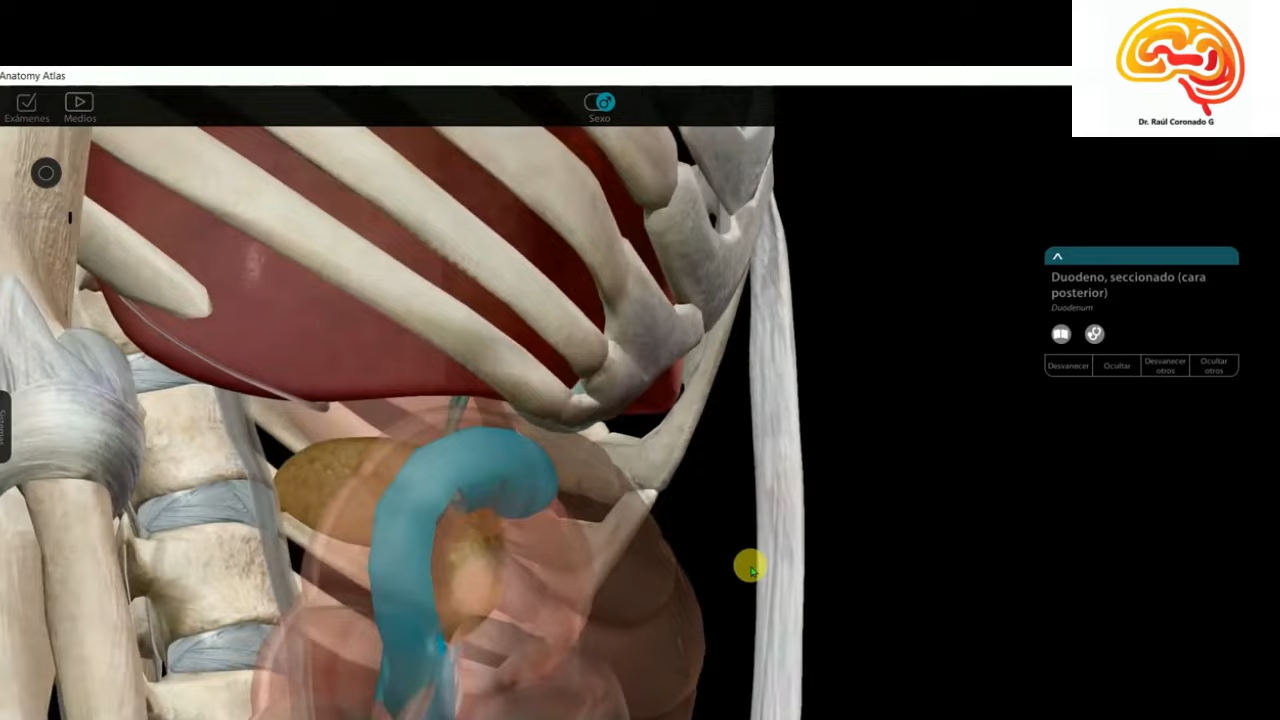 Anatomy Atlas
Exámenes
Medios
Sexo
Dr. Raúl Coronado G
Duodeno, seccionado (cara
posterior)
Duodenum
Desvanecer
Ocultar
Desvanecer
otros
Ocultar
otros
Sistemas